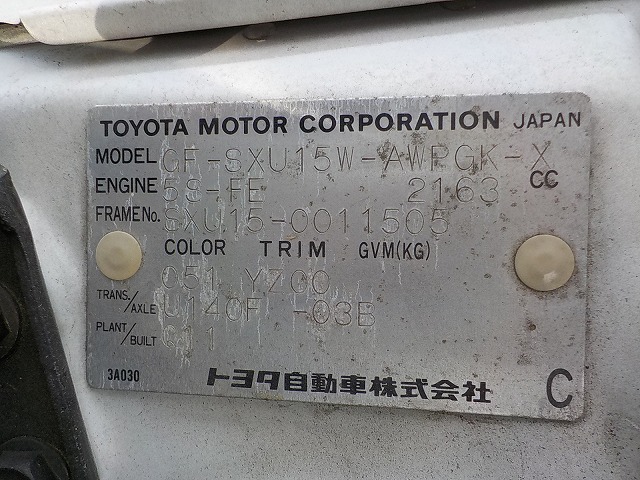 TOYOTA MOTOR CORPORATION JAPAN
MODEL GF-SXU15W-AWPGK-X
ENGINE 5S-FE 2163 CC
FRAME No. SXU15-0011505
COLOR TRIM GVM(KG)
051 YZ00
TRANS./AXLE U140F -03B
PLANT/BUILT
3A030 トヨタ自動車株式会社 C